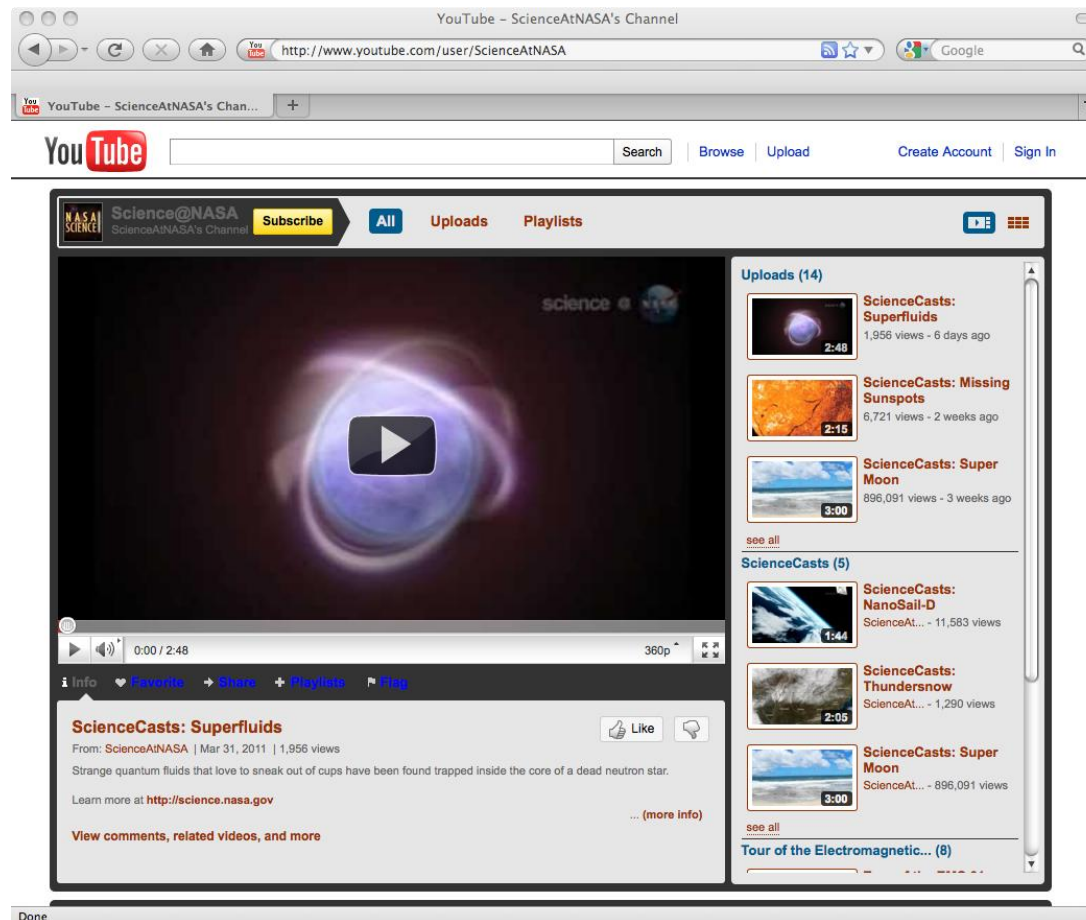 YouTube – ScienceAtNASA's Channel
http://www.youtube.com/user/ScienceAtNASA
Google
YouTube – ScienceAtNASA's Chan...
You Tube
Search
Browse
Upload
Create Account
Sign In
NASA SCIENCE
Science@NASA
ScienceAtNASA's Channel
Subscribe
All
Uploads
Playlists
science @
0:00 / 2:48
360p
Info
Favorite
Share
Playlists
Flag
ScienceCasts: Superfluids
Like
From: ScienceAtNASA | Mar 31, 2011 | 1,956 views
Strange quantum fluids that love to sneak out of cups have been found trapped inside the core of a dead neutron star.
Learn more at http://science.nasa.gov
... (more info)
View comments, related videos, and more
Uploads (14)
2:48
ScienceCasts:
Superfluids
1,956 views - 6 days ago
2:15
ScienceCasts: Missing
Sunspots
6,721 views - 2 weeks ago
3:00
ScienceCasts: Super
Moon
896,091 views - 3 weeks ago
see all
ScienceCasts (5)
1:44
ScienceCasts:
NanoSail-D
ScienceAt... - 11,583 views
2:05
ScienceCasts:
Thundersnow
ScienceAt... - 1,290 views
3:00
ScienceCasts: Super
Moon
ScienceAt... - 896,091 views
see all
Tour of the Electromagnetic... (8)
Done